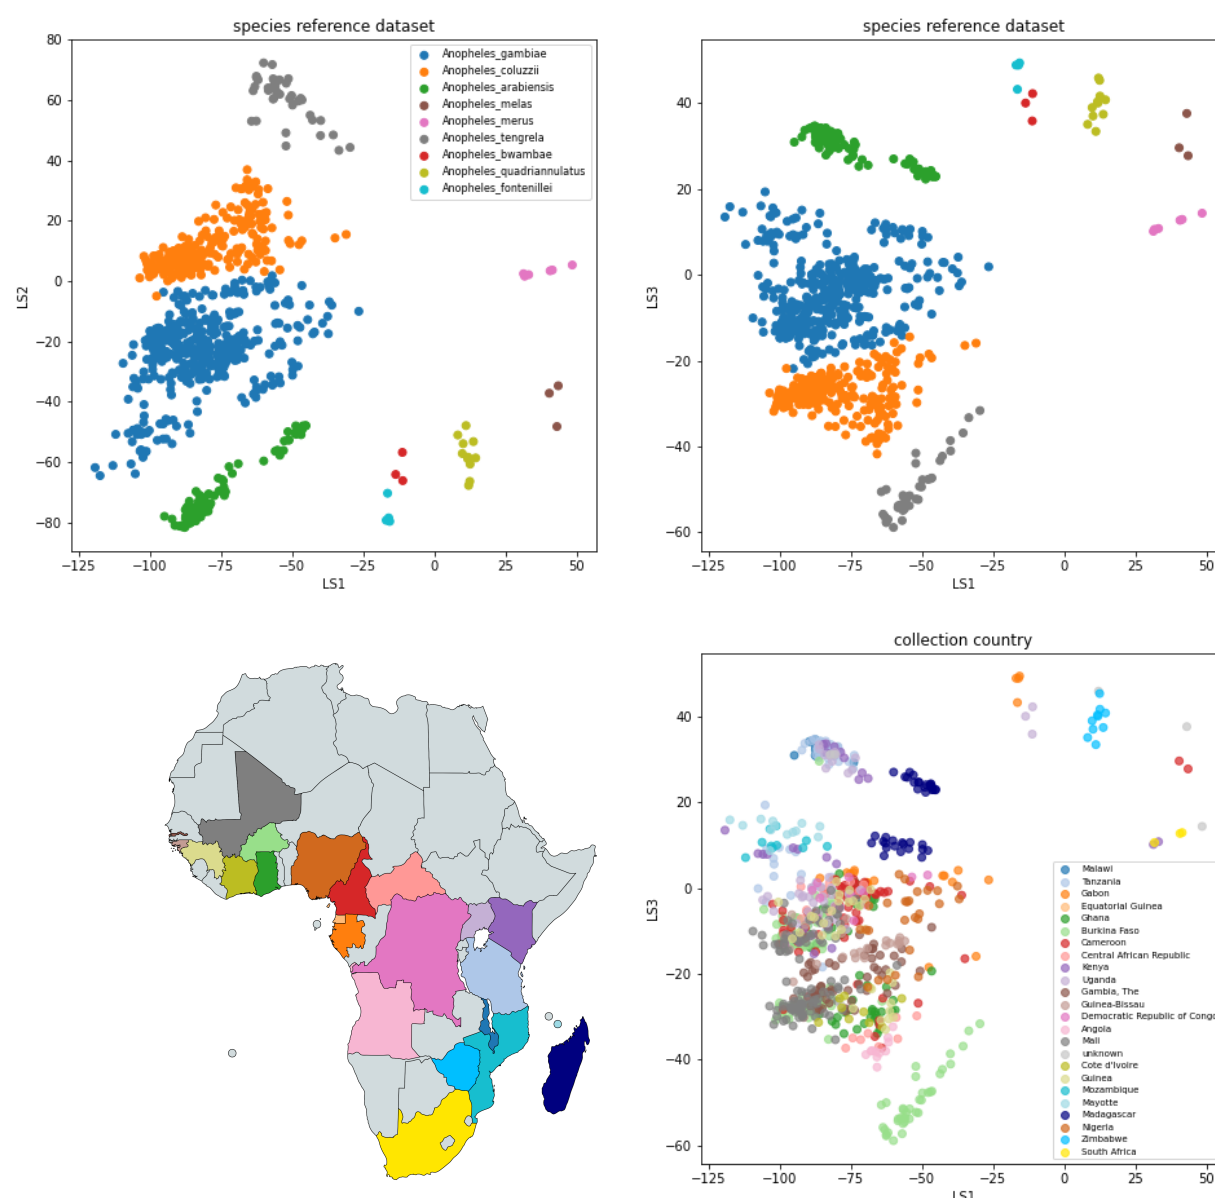 species reference dataset
80
60
40
20
0
−20
−40
−60
−80
LS2
−125
−100
−75
−50
−25
0
25
50
LS1
Anopheles_gambiae
Anopheles_coluzzii
Anopheles_arabiensis
Anopheles_melas
Anopheles_merus
Anopheles_tengrela
Anopheles_bwambae
Anopheles_quadriannulatus
Anopheles_fontenillei
species reference dataset
40
20
0
−20
−40
−60
LS3
−125
−100
−75
−50
−25
0
25
50
LS1
collection country
40
20
0
−20
−40
−60
LS3
−125
−100
−75
−50
−25
0
25
50
LS1
Malawi
Tanzania
Gabon
Equatorial Guinea
Ghana
Burkina Faso
Cameroon
Central African Republic
Kenya
Uganda
Gambia, The
Guinea-Bissau
Democratic Republic of Congo
Angola
Mali
unknown
Cote d'Ivoire
Guinea
Mozambique
Mayotte
Madagascar
Nigeria
Zimbabwe
South Africa